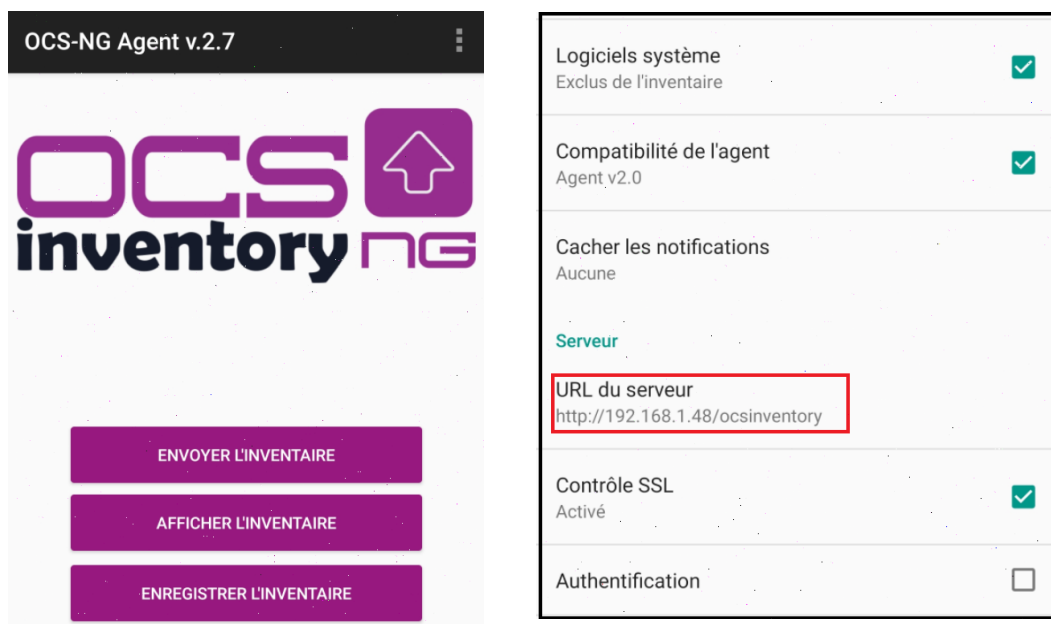 OCS-NG Agent v.2.7
OCS
inventory NG
ENVOYER L'INVENTAIRE
AFFICHER L'INVENTAIRE
ENREGISTRER L'INVENTAIRE
Logiciels système
Exclus de l'inventaire
Compatibilité de l'agent
Agent v2.0
Cacher les notifications
Aucune
Serveur
URL du serveur
http://192.168.1.48/ocsinventory
Contrôle SSL
Activé
Authentification